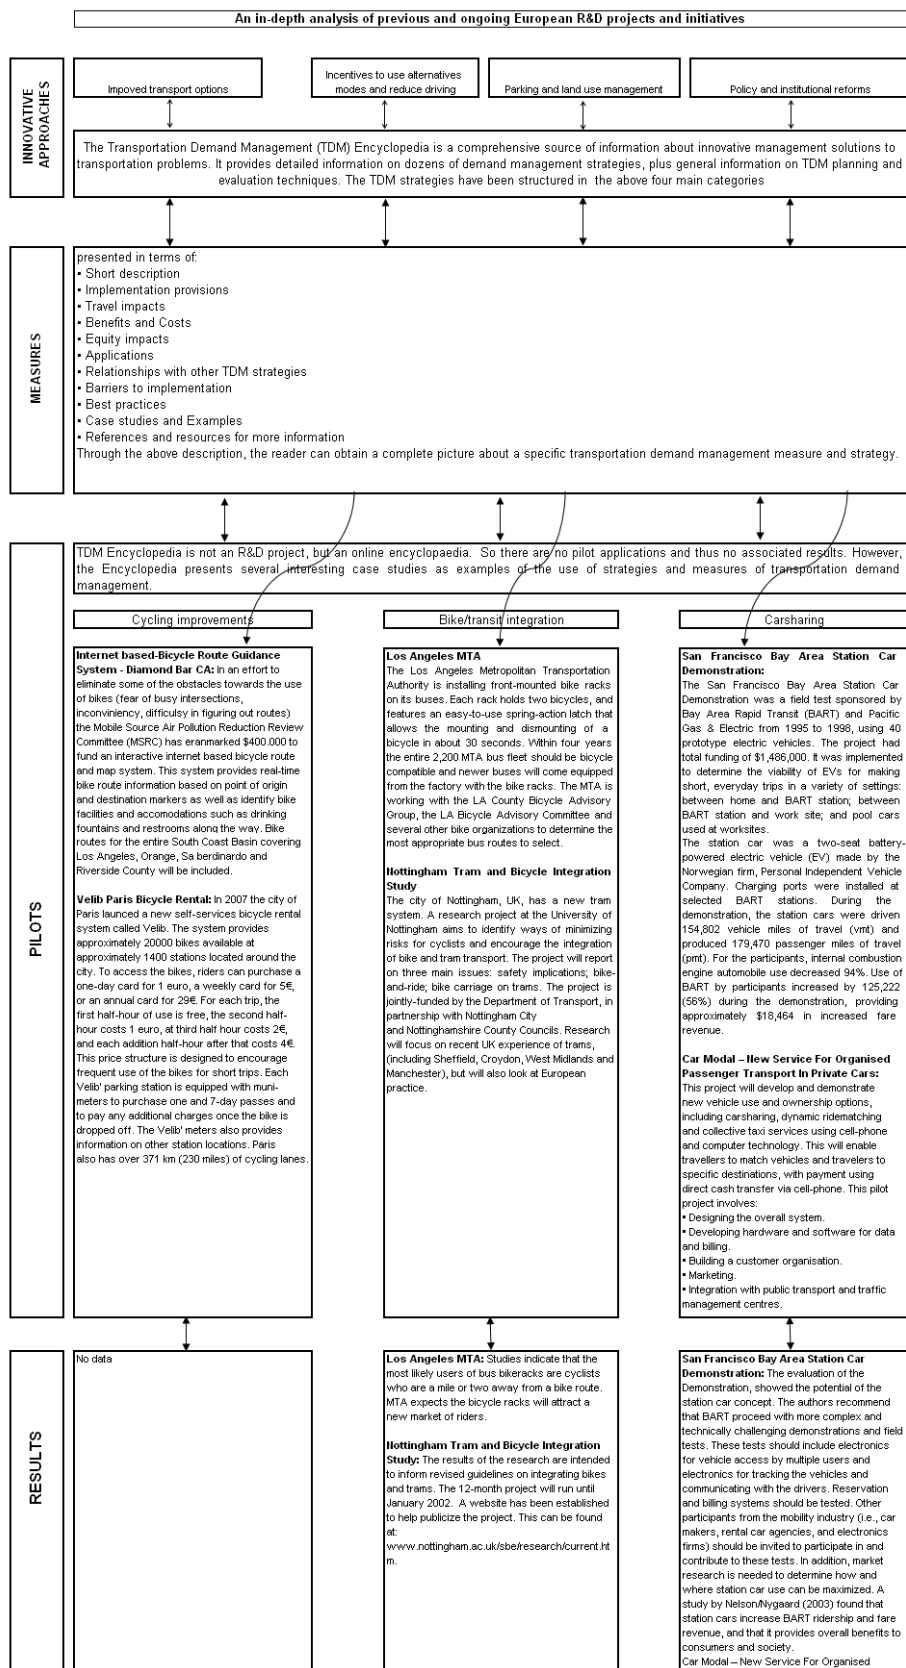 An in-depth analysis of previous and ongoing European R&D projects and initiatives
INNOVATIVE
APPROACHES
Impoved transport options
Incentives to use alternatives
modes and reduce driving
Parking and land use management
Policy and institutional reforms
The Transportation Demand Management (TDM) Encyclopedia is a comprehensive source of information about innovative management solutions to
transportation problems. It provides detailed information on dozens of demand management strategies, plus general information on TDM planning and
evaluation techniques. The TDM strategies have been structured in the above four main categories
MEASURES
presented in terms of:
▪ Short description
▪ Implementation provisions
▪ Travel impacts
▪ Benefits and Costs
▪ Equity impacts
▪ Applications
▪ Relationships with other TDM strategies
▪ Barriers to implementation
▪ Best practices
▪ Case studies and Examples
▪ References and resources for more information
Through the above description, the reader can obtain a complete picture about a specific transportation demand management measure and strategy.
PILOTS
TDM Encyclopedia is not an R&D project, but an online encyclopaedia. So there are no pilot applications and thus no associated results. However,
the Encyclopedia presents several interesting case studies as examples of the use of strategies and measures of transportation demand
management.
Cycling improvements
Internet based-Bicycle Route Guidance
System - Diamond Bar CA: In an effort to
eliminate some of the obstacles towards the use
of bikes (fear of busy intersections,
inconviniency, difficulsy in figuring out routes)
the Mobile Source Air Pollution Reduction Review
Committee (MSRC) has eranmarked $400.000 to
fund an interactive internet based bicycle route
and map system. This system provides real-time
bike route information based on point of origin
and destination markers as well as identify bike
facilities and accomodations such as drinking
fountains and restrooms along the way. Bike
routes for the entire South Coast Basin covering
Los Angeles, Orange, Sa berdinardo and
Riverside County will be included.
Velib Paris Bicycle Rental: In 2007 the city of
Paris launced a new self-services bicycle rental
system called Velib. The system provides
approximately 20000 bikes available at
approximately 1400 stations located around the
city. To access the bikes, riders can purchase a
one-day card for 1 euro, a weekly card for 5€,
or an annual card for 29€. For each trip, the
first half-hour of use is free, the second half-
hour costs 1 euro, at third half hour costs 2€,
and each addition half-hour after that costs 4€.
This price structure is designed to encourage
frequent use of the bikes for short trips. Each
Velib' parking station is equipped with muni-
meters to purchase one and 7-day passes and
to pay any additional charges once the bike is
dropped off. The Velib' meters also provides
information on other station locations. Paris
also has over 371 km (230 miles) of cycling lanes.
Bike/transit integration
Los Angeles MTA
The Los Angeles Metropolitan Transportation
Authority is installing front-mounted bike racks
on its buses. Each rack holds two bicycles, and
features an easy-to-use spring-action latch that
allows the mounting and dismounting of a
bicycle in about 30 seconds. Within four years
the entire 2,200 MTA bus fleet should be bicycle
compatible and newer buses will come equipped
from the factory with the bike racks. The MTA is
working with the LA County Bicycle Advisory
Group, the LA Bicycle Advisory Committee and
several other bike organizations to determine the
most appropriate bus routes to select.
Nottingham Tram and Bicycle Integration
Study
The city of Nottingham, UK, has a new tram
system. A research project at the University of
Nottingham aims to identify ways of minimizing
risks for cyclists and encourage the integration
of bike and tram transport. The project will report
on three main issues: safety implications; bike-
and-ride; bike carriage on trams. The project is
jointly-funded by the Department of Transport, in
partnership with Nottingham City
and Nottinghamshire County Councils. Research
will focus on recent UK experience of trams,
(including Sheffield, Croydon, West Midlands and
Manchester), but will also look at European
practice.
Carsharing
San Francisco Bay Area Station Car
Demonstration:
The San Francisco Bay Area Station Car
Demonstration was a field test sponsored by
Bay Area Rapid Transit (BART) and Pacific
Gas & Electric from 1995 to 1998, using 40
prototype electric vehicles. The project had
total funding of $1,486,000. It was implemented
to determine the viability of EVs for making
short, everyday trips in a variety of settings:
between home and BART station; between
BART station and work site; and pool cars
used at worksites.
The station car was a two-seat battery-
powered electric vehicle (EV) made by the
Norwegian firm, Personal Independent Vehicle
Company. Charging ports were installed at
selected BART stations. During the
demonstration, the station cars were driven
154,802 vehicle miles of travel (vmt) and
produced 179,470 passenger miles of travel
(pmt). For the participants, internal combustion
engine automobile use decreased 94%. Use of
BART by participants increased by 125,222
(56%) during the demonstration, providing
approximately $18,464 in increased fare
revenue.
Car Modal – New Service For Organised
Passenger Transport In Private Cars:
This project will develop and demonstrate
new vehicle use and ownership options,
including carsharing, dynamic ridematching
and collective taxi services using cell-phone
and computer technology. This will enable
travellers to match vehicles and travelers to
specific destinations, with payment using
direct cash transfer via cell-phone. This pilot
project involves:
▪ Designing the overall system.
▪ Developing hardware and software for data
and billing.
▪ Building a customer organisation.
▪ Marketing.
▪ Integration with public transport and traffic
management centres.
RESULTS
No data
Los Angeles MTA: Studies indicate that the
most likely users of bus bikeracks are cyclists
who are a mile or two away from a bike route.
MTA expects the bicycle racks will attract a
new market of riders.
Nottingham Tram and Bicycle Integration
Study: The results of the research are intended
to inform revised guidelines on integrating bikes
and trams. The 12-month project will run until
January 2002. A website has been established
to help publicize the project. This can be found
at:
www.nottingham.ac.uk/sbe/research/current.ht
m.
San Francisco Bay Area Station Car
Demonstration: The evaluation of the
Demonstration, showed the potential of the
station car concept. The authors recommend
that BART proceed with more complex and
technically challenging demonstrations and field
tests. These tests should include electronics
for vehicle access by multiple users and
electronics for tracking the vehicles and
communicating with the drivers. Reservation
and billing systems should be tested. Other
participants from the mobility industry (i.e., car
makers, rental car agencies, and electronics
firms) should be invited to participate in and
contribute to these tests. In addition, market
research is needed to determine how and
where station car use can be maximized. A
study by Nelson/Nygaard (2003) found that
station cars increase BART ridership and fare
revenue, and that it provides overall benefits to
consumers and society.
Car Modal – New Service For Organised